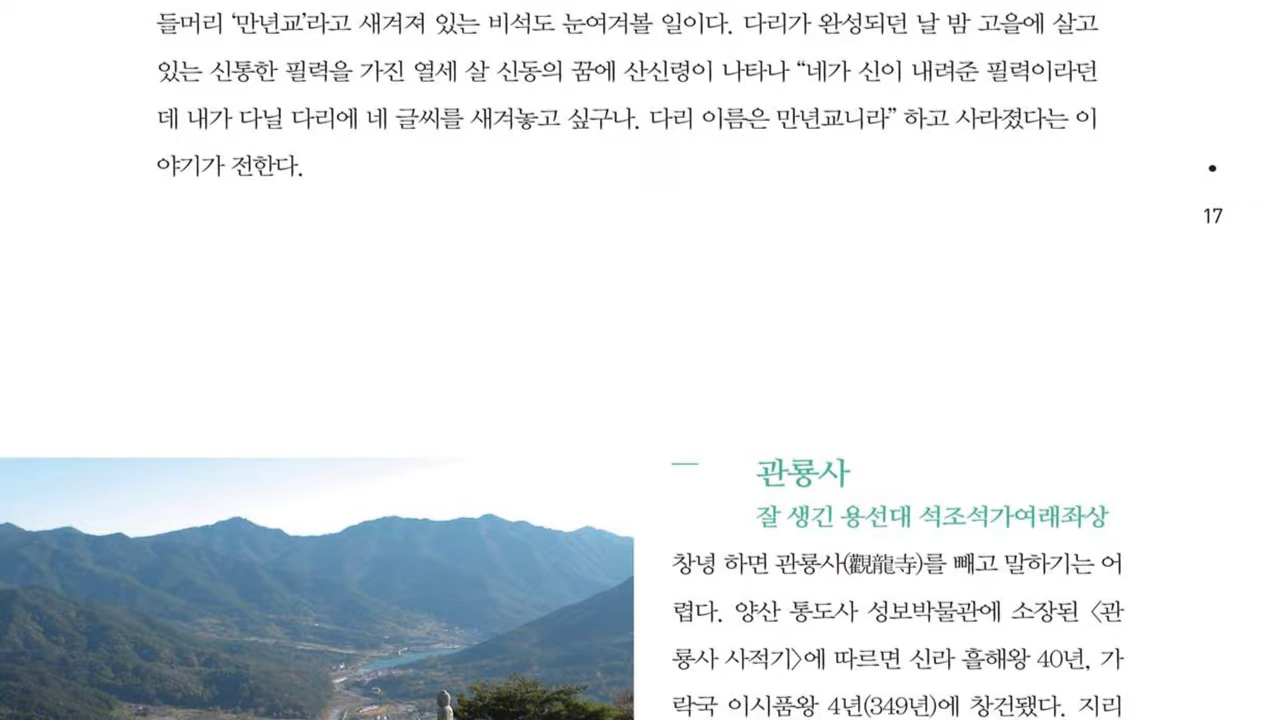 들머리 ‘만년교’라고 새겨져 있는 비석도 눈여겨볼 일이다. 다리가 완성되던 날 밤 고을에 살고
있는 신통한 필력을 가진 열세 살 신동의 꿈에 산신령이 나타나 “네가 신이 내려준 필력이라던
데 내가 다닐 다리에 네 글씨를 새겨놓고 싶구나. 다리 이름은 만년교니라” 하고 사라졌다는 이
야기가 전한다.
17
관룡사
잘 생긴 용선대 석조석가여래좌상
창녕 하면 관룡사(觀龍寺)를 빼고 말하기는 어
렵다. 양산 통도사 성보박물관에 소장된 〈관
룡사 사적기〉에 따르면 신라 흘해왕 40년, 가
락국 이시품왕 4년(349년)에 창건됐다. 지리